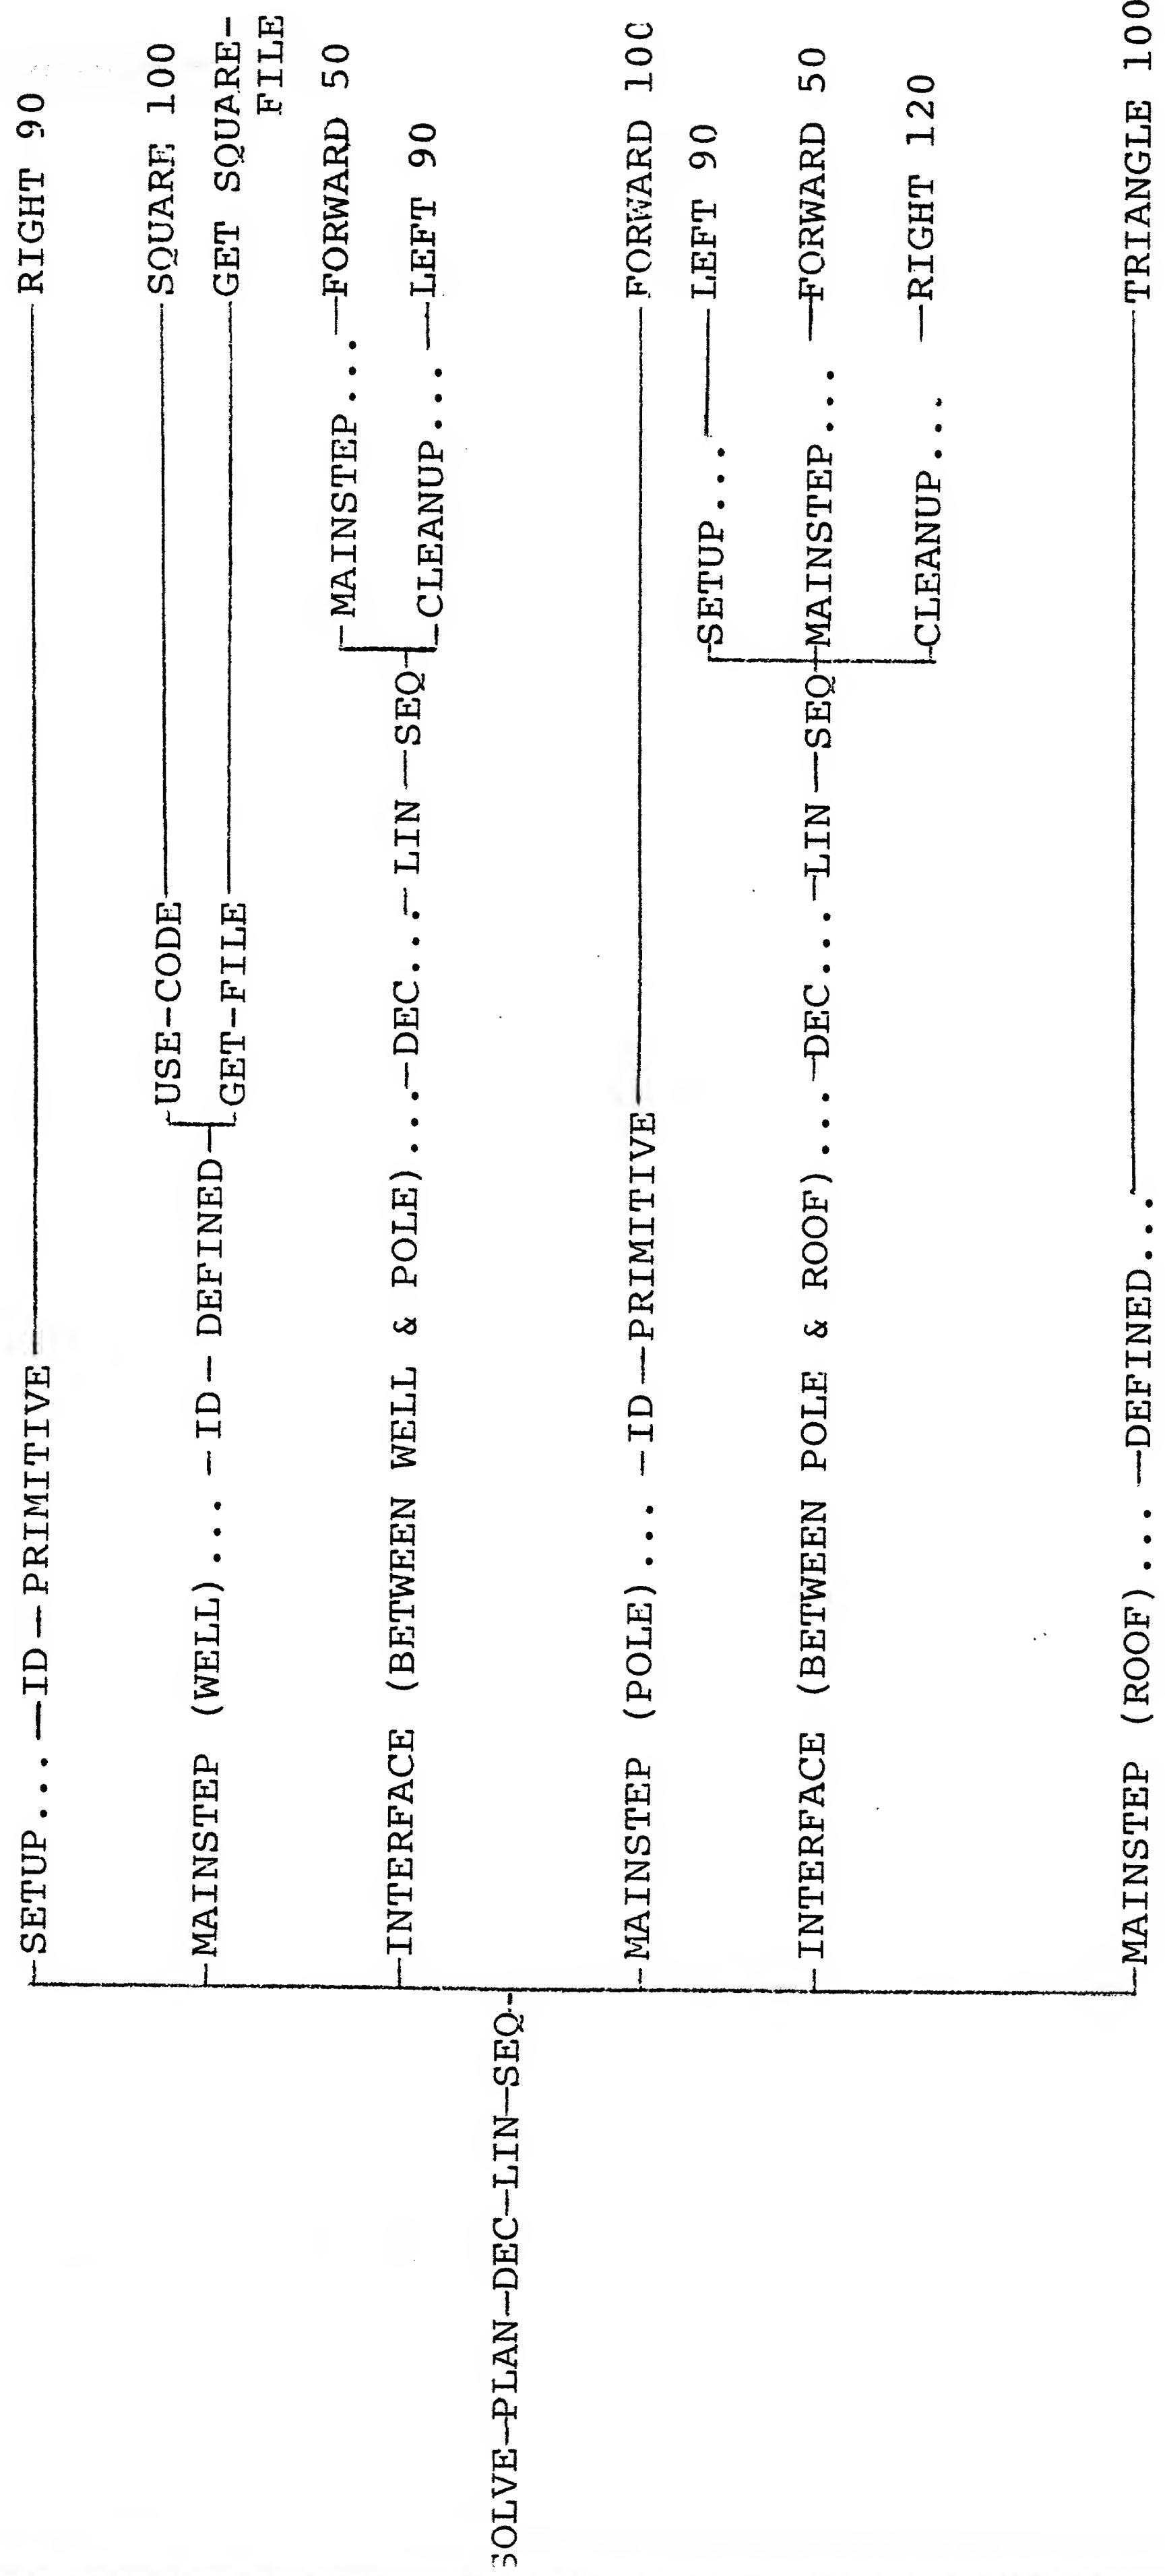 SETUP... —ID—PRIMITIVE————RIGHT 90
MAINSTEP (WELL)... —ID—DEFINED
USE-CODE————SQUARE 100
GET-FILE————GET SQUARE-
FILE
INTERFACE (BETWEEN WELL & POLE)...—DEC...—LIN—SEQ
MAINSTEP...—FORWARD 50
CLEANUP...—LEFT 90
SOLVE—PLAN—DEC—LIN—SEQ
MAINSTEP (POLE)... —ID—PRIMITIVE————FORWARD 100
SETUP...——LEFT 90
INTERFACE (BETWEEN POLE & ROOF)...—DEC...—LIN—SEQ—MAINSTEP...—FORWARD 50
CLEANUP...—RIGHT 120
MAINSTEP (ROOF)... —DEFINED...————TRIANGLE 100